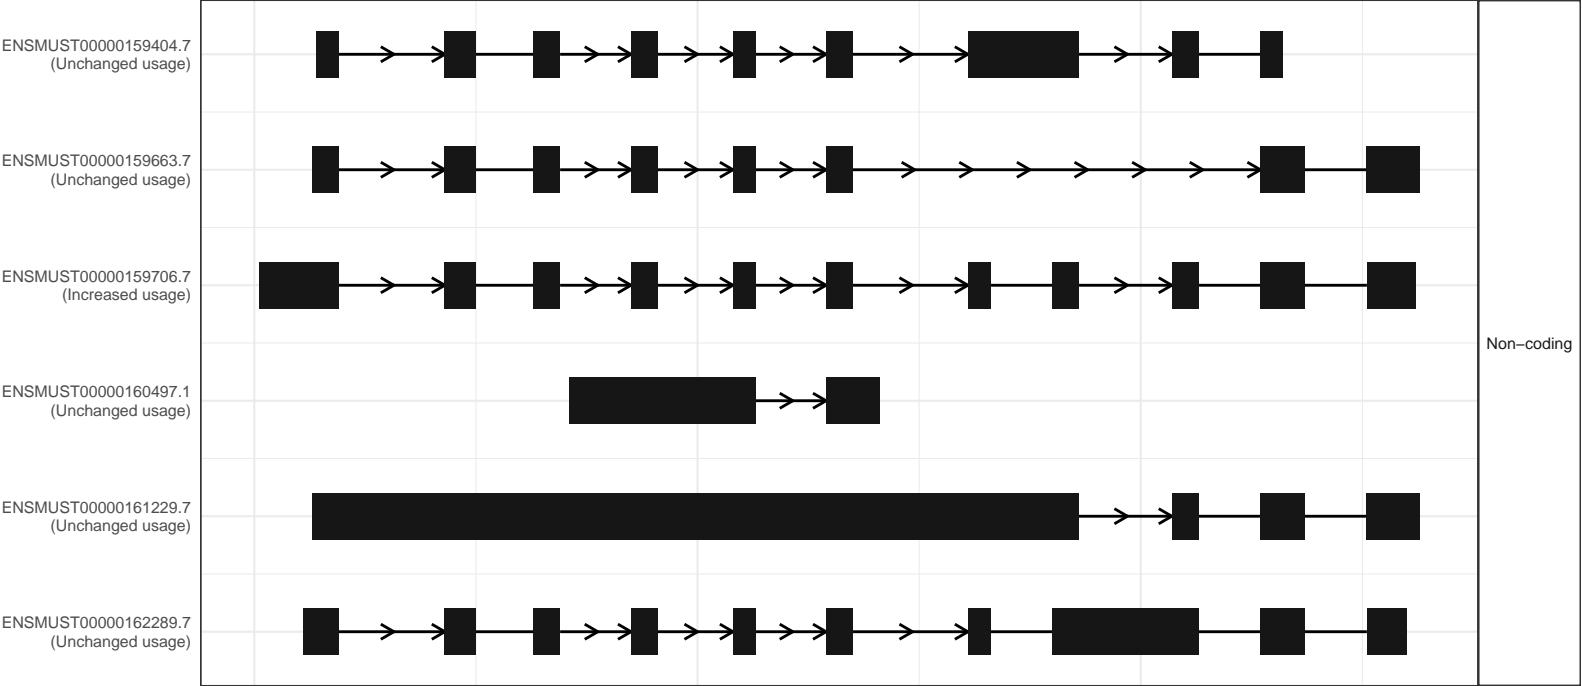 ENSMUST00000159404.7
(Unchanged usage)
ENSMUST00000159663.7
(Unchanged usage)
ENSMUST00000159706.7
(Increased usage)
Non−coding
ENSMUST00000160497.1
(Unchanged usage)
ENSMUST00000161229.7
(Unchanged usage)
ENSMUST00000162289.7
(Unchanged usage)